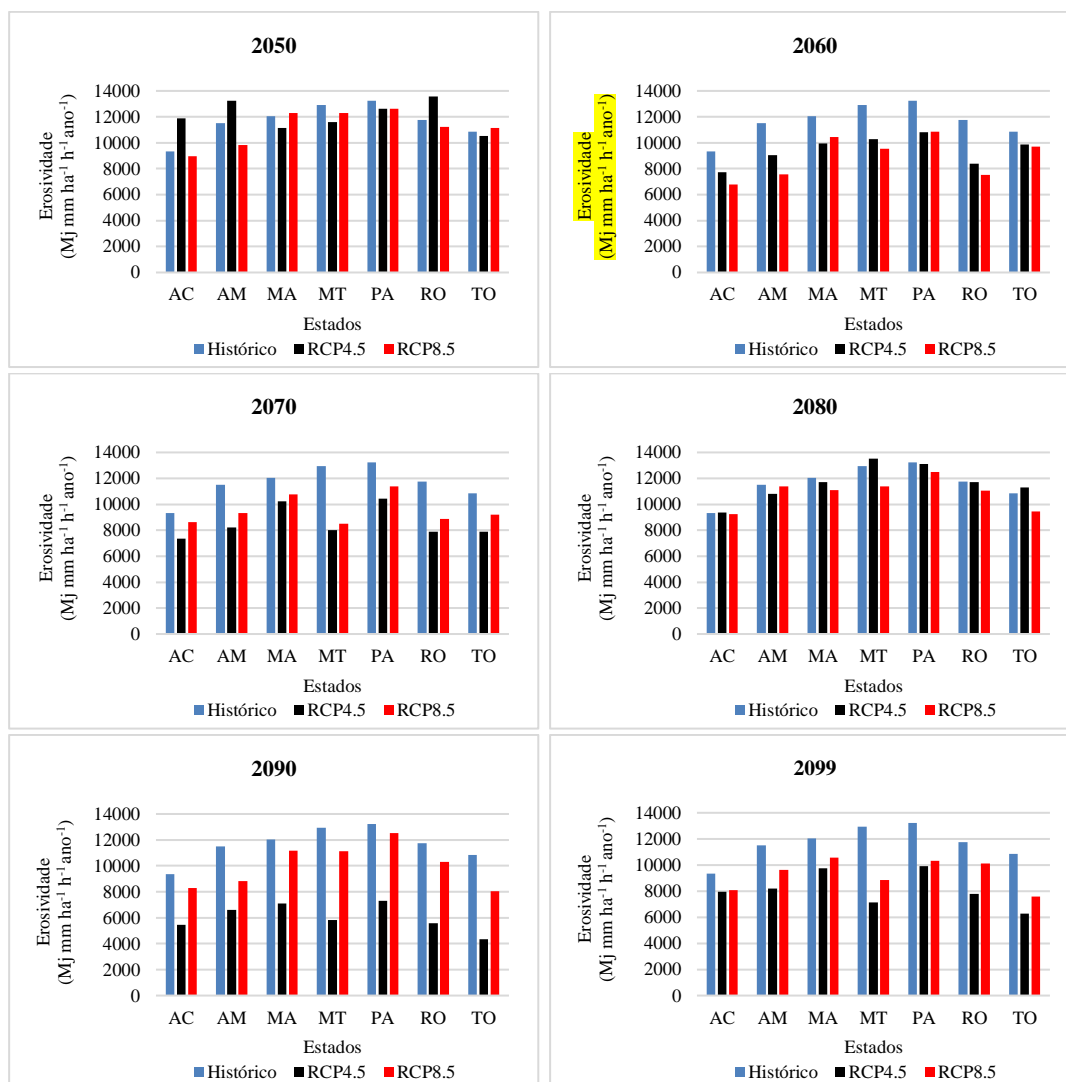 2050
Erosividade
(Mj mm ha⁻¹ h⁻¹ ano⁻¹)
14000
12000
10000
8000
6000
4000
2000
0
AC AM MA MT PA RO TO
Estados
Histórico RCP4.5 RCP8.5
2060
Erosividade
(Mj mm ha⁻¹ h⁻¹ ano⁻¹)
14000
12000
10000
8000
6000
4000
2000
0
AC AM MA MT PA RO TO
Estados
Histórico RCP4.5 RCP8.5
2070
Erosividade
(Mj mm ha⁻¹ h⁻¹ ano⁻¹)
14000
12000
10000
8000
6000
4000
2000
0
AC AM MA MT PA RO TO
Estados
Histórico RCP4.5 RCP8.5
2080
Erosividade
(Mj mm ha⁻¹ h⁻¹ ano⁻¹)
14000
12000
10000
8000
6000
4000
2000
0
AC AM MA MT PA RO TO
Estados
Histórico RCP4.5 RCP8.5
2090
Erosividade
(Mj mm ha⁻¹ h⁻¹ ano⁻¹)
14000
12000
10000
8000
6000
4000
2000
0
AC AM MA MT PA RO TO
Estados
Histórico RCP4.5 RCP8.5
2099
Erosividade
(Mj mm ha⁻¹ h⁻¹ ano⁻¹)
14000
12000
10000
8000
6000
4000
2000
0
AC AM MA MT PA RO TO
Estados
Histórico RCP4.5 RCP8.5